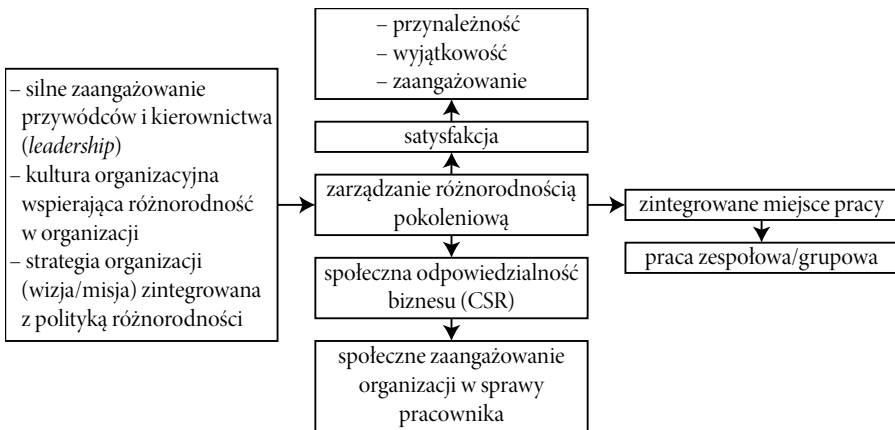 – silne zaangażowanie
przywódców i kierownictwa
(leadership)
– kultura organizacyjna
wspierająca różnorodność
w organizacji
– strategia organizacji
(wizja/misja) zintegrowana
z polityką różnorodności
– przynależność
– wyjątkowość
– zaangażowanie
satysfakcja
zarządzanie różnorodnością
pokoleniową
społeczna odpowiedzialność
biznesu (CSR)
społeczne zaangażowanie
organizacji w sprawy
pracownika
zintegrowane miejsce pracy
praca zespołowa/grupowa